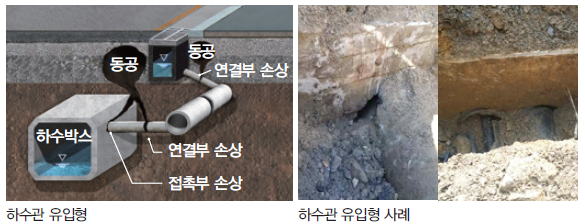 동공
동공
연결부 손상
하수박스
연결부 손상
접촉부 손상
하수관 유입형
하수관 유입형 사례